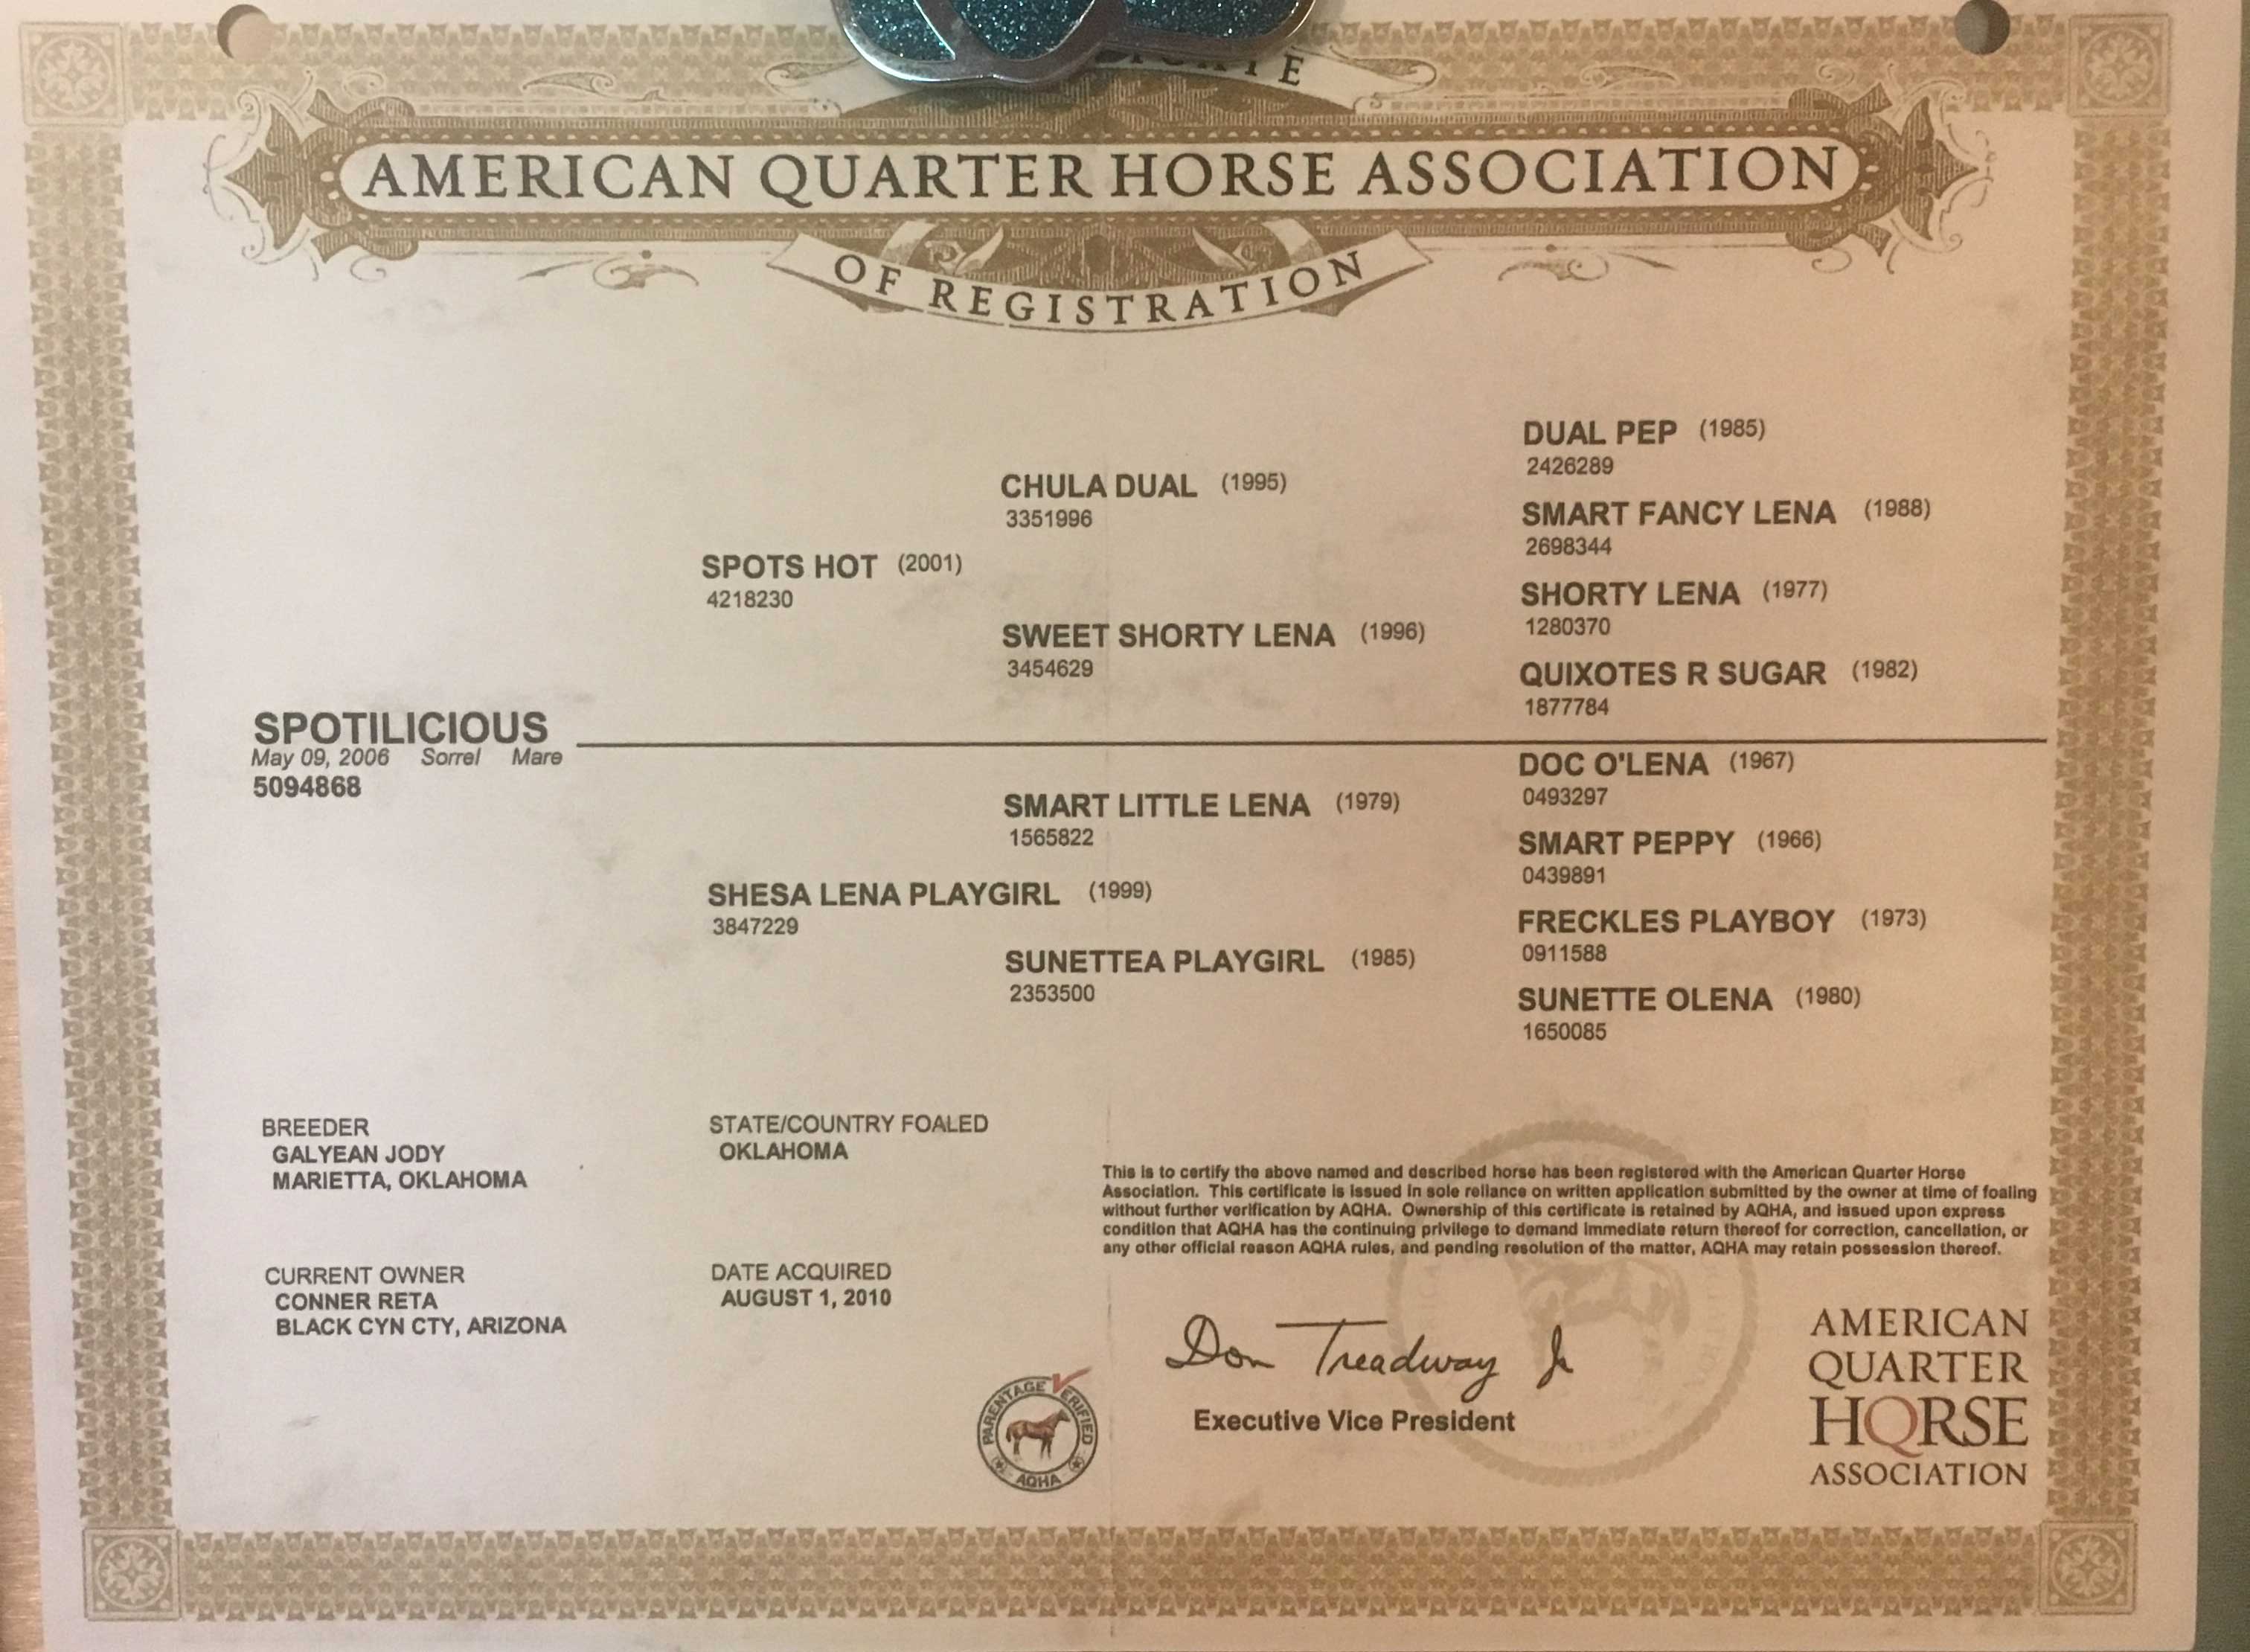 AMERICAN QUARTER HORSE ASSOCIATION
OF REGISTRATION
DUAL PEP (1985)
2426289
CHULA DUAL (1995)
3351996
SMART FANCY LENA (1988)
2698344
SPOTS HOT (2001)
4218230
SHORTY LENA (1977)
1280370
SWEET SHORTY LENA (1996)
3454629
QUIXOTES R SUGAR (1982)
1877784
SPOTILICIOUS
May 09, 2006 Sorrel Mare
5094868
DOC O'LENA (1967)
0493297
SMART LITTLE LENA (1979)
1565822
SMART PEPPY (1966)
0439891
SHESA LENA PLAYGIRL (1999)
3847229
FRECKLES PLAYBOY (1973)
0911588
SUNETTEA PLAYGIRL (1985)
2353500
SUNETTE OLENA (1980)
1650085
BREEDER
GALYEAN JODY
MARIETTA, OKLAHOMA
STATE/COUNTRY FOALED
OKLAHOMA
This is to certify the above named and described horse has been registered with the American Quarter Horse
Association. This certificate is issued in sole reliance on written application submitted by the owner at time of foaling
without further verification by AQHA. Ownership of this certificate is retained by AQHA, and issued upon express
condition that AQHA has the continuing privilege to demand immediate return thereof for correction, cancellation, or
any other official reason AQHA rules, and pending resolution of the matter, AQHA may retain possession thereof.
CURRENT OWNER
CONNER RETA
BLACK CYN CTY, ARIZONA
DATE ACQUIRED
AUGUST 1, 2010
Don Treadway Jr
Executive Vice President
PARENTAGE VERIFIED
AQHA
AMERICAN
QUARTER
HORSE
ASSOCIATION